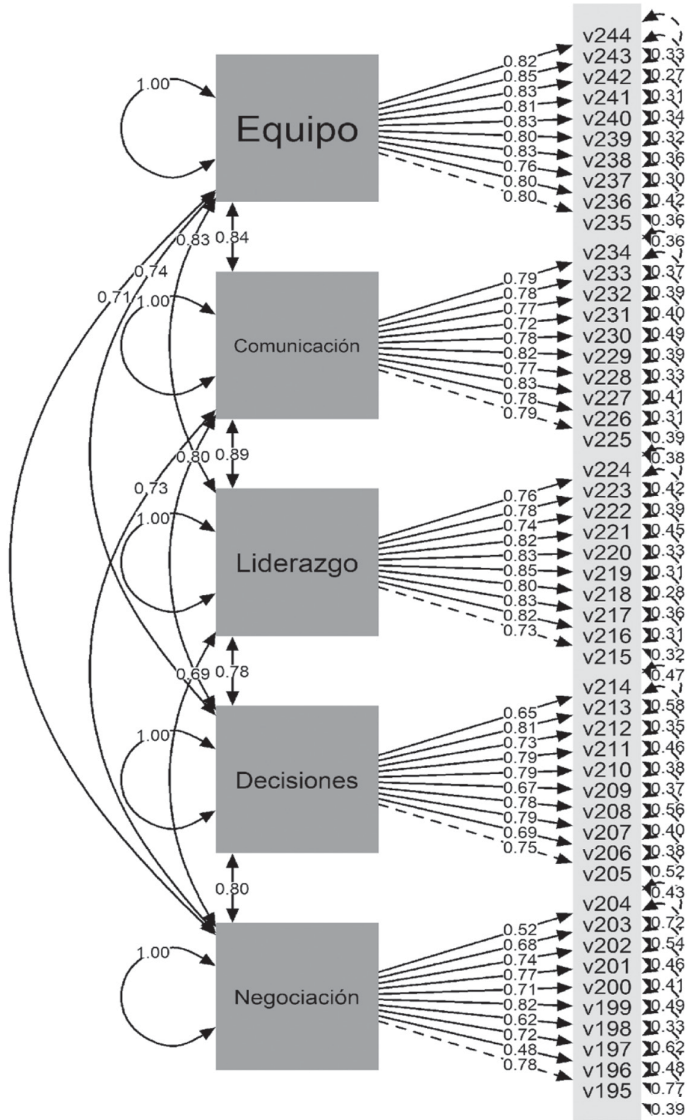 v244
0.82
v243
0.33
0.85
v242
0.27
1.00
0.83
v241
0.31
0.81
v240
0.34
Equipo
0.83
v239
0.32
0.80
v238
0.36
0.83
v237
0.30
0.76
v236
0.42
0.80
v235
0.36
0.80
0.36
0.83
0.84
v234
0.74
0.79
v233
0.37
0.71
1.00
0.78
v232
0.39
0.77
v231
0.40
0.72
v230
0.49
Comunicación
0.78
v229
0.39
0.82
v228
0.33
0.77
v227
0.41
0.83
v226
0.31
0.78
v225
0.39
0.79
0.38
0.80
0.89
v224
0.73
0.76
v223
0.42
1.00
0.78
v222
0.39
0.74
v221
0.45
0.82
v220
0.33
Liderazgo
0.83
v219
0.31
0.85
v218
0.28
0.80
v217
0.36
0.83
v216
0.31
0.82
v215
0.32
0.73
0.47
0.69
0.78
v214
0.65
v213
0.58
0.81
v212
0.35
1.00
0.73
v211
0.46
0.79
v210
0.38
Decisiones
0.79
v209
0.37
0.67
v208
0.56
0.78
v207
0.40
0.79
v206
0.38
0.69
v205
0.52
0.75
0.43
0.80
v204
0.52
v203
0.72
0.68
v202
0.54
1.00
0.74
v201
0.46
0.77
v200
0.41
Negociación
0.71
v199
0.49
0.82
v198
0.33
0.62
v197
0.62
0.72
v196
0.48
0.48
v195
0.77
0.78
0.39